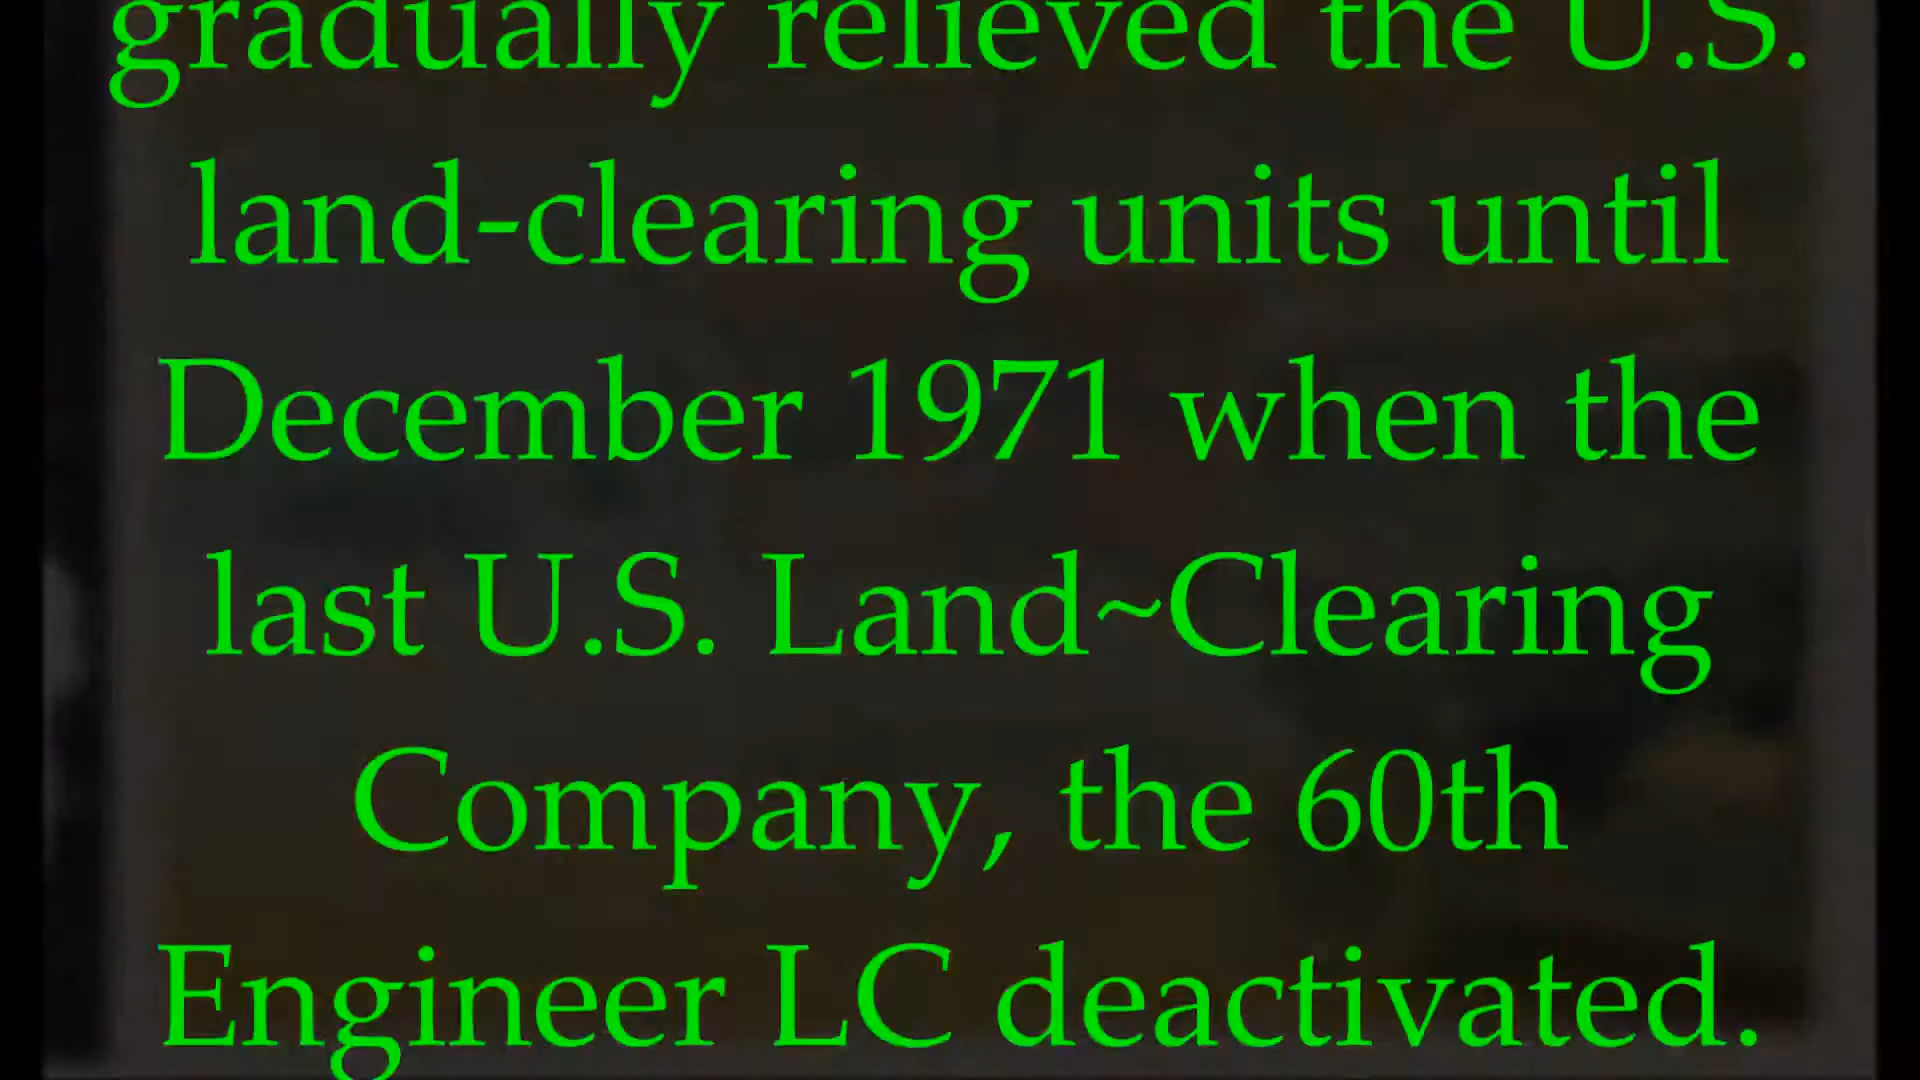 gradually relieved the U.S.
land-clearing units until
December 1971 when the
last U.S. Land~Clearing
Company, the 60th
Engineer LC deactivated.